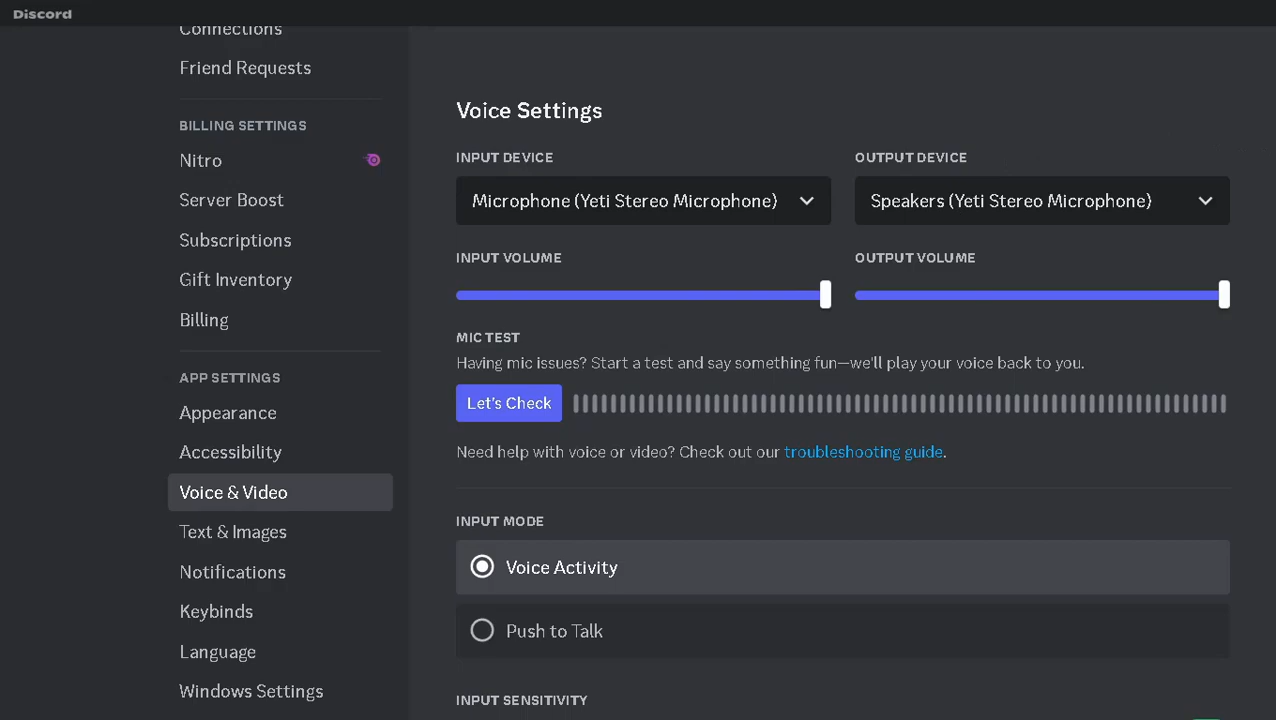 Discord
Connections
Friend Requests
BILLING SETTINGS
Nitro
Server Boost
Subscriptions
Gift Inventory
Billing
APP SETTINGS
Appearance
Accessibility
Voice & Video
Text & Images
Notifications
Keybinds
Language
Windows Settings
Voice Settings
INPUT DEVICE
Microphone (Yeti Stereo Microphone)
OUTPUT DEVICE
Speakers (Yeti Stereo Microphone)
INPUT VOLUME
OUTPUT VOLUME
MIC TEST
Having mic issues? Start a test and say something fun—we'll play your voice back to you.
Let's Check
Need help with voice or video? Check out our troubleshooting guide.
INPUT MODE
Voice Activity
Push to Talk
INPUT SENSITIVITY